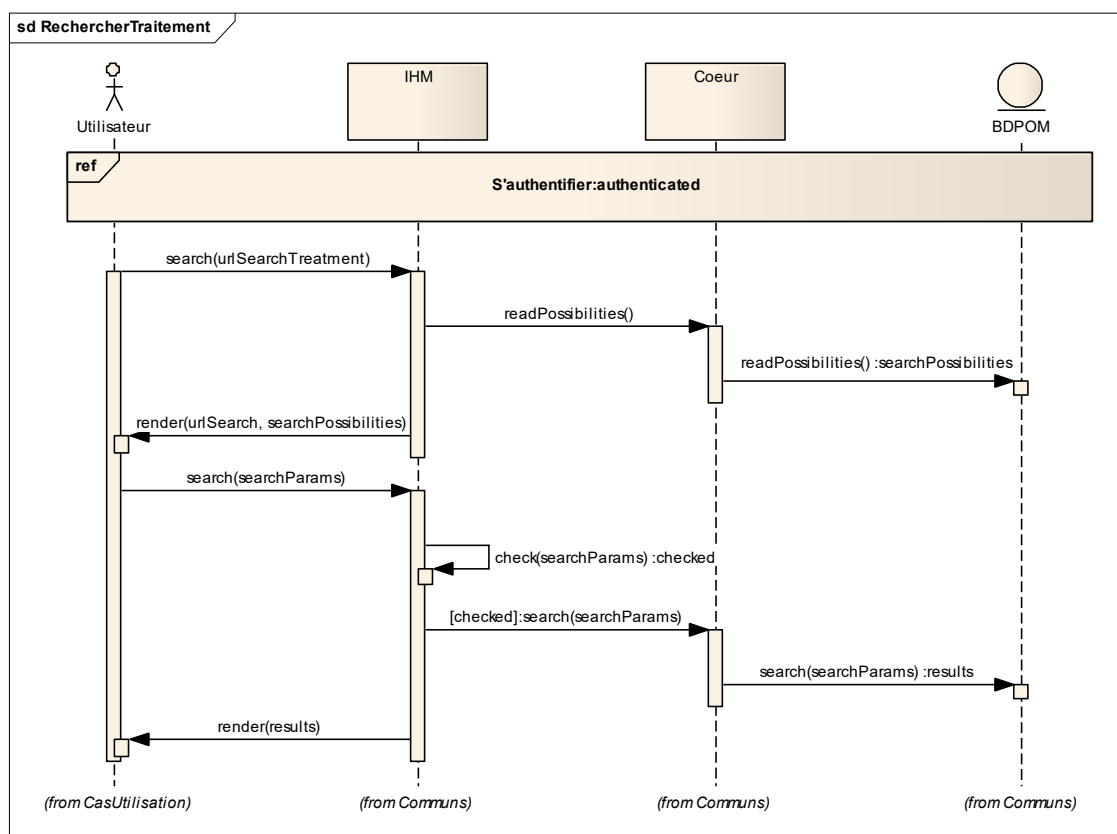 sd RechercherTraitement
Utilisateur
IHM
Coeur
BDPOM
ref
S'authentifier:authenticated
search(urlSearchTreatment)
readPossibilities()
readPossibilities() :searchPossibilities
render(urlSearch, searchPossibilities)
search(searchParams)
check(searchParams) :checked
[checked]:search(searchParams)
search(searchParams) :results
render(results)
(from CasUtilisation)
(from Communs)
(from Communs)
(from Communs)